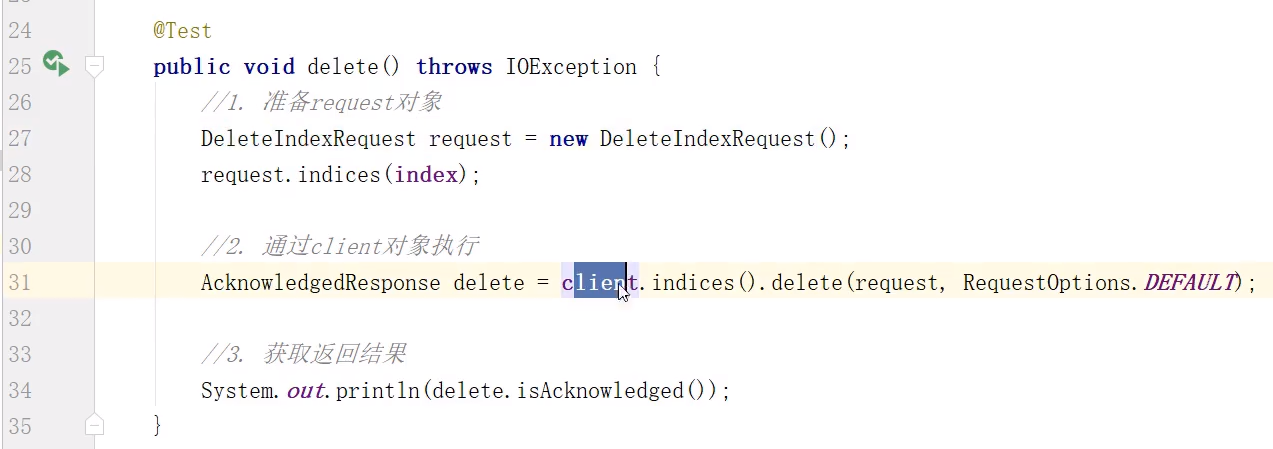 24 @Test
25 public void delete() throws IOException {
26 //1. 准备request对象
27 DeleteIndexRequest request = new DeleteIndexRequest();
28 request.indices(index);
29
30 //2. 通过client对象执行
31 AcknowledgedResponse delete = client.indices().delete(request, RequestOptions.DEFAULT);
32
33 //3. 获取返回结果
34 System.out.println(delete.isAcknowledged());
35 }